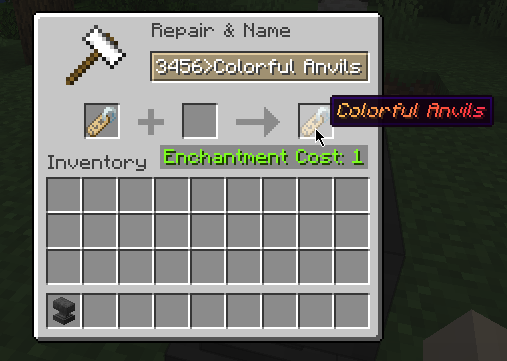 Repair & Name
3456>Colorful Anvils
Colorful Anvils
Enchantment Cost: 1
Inventory